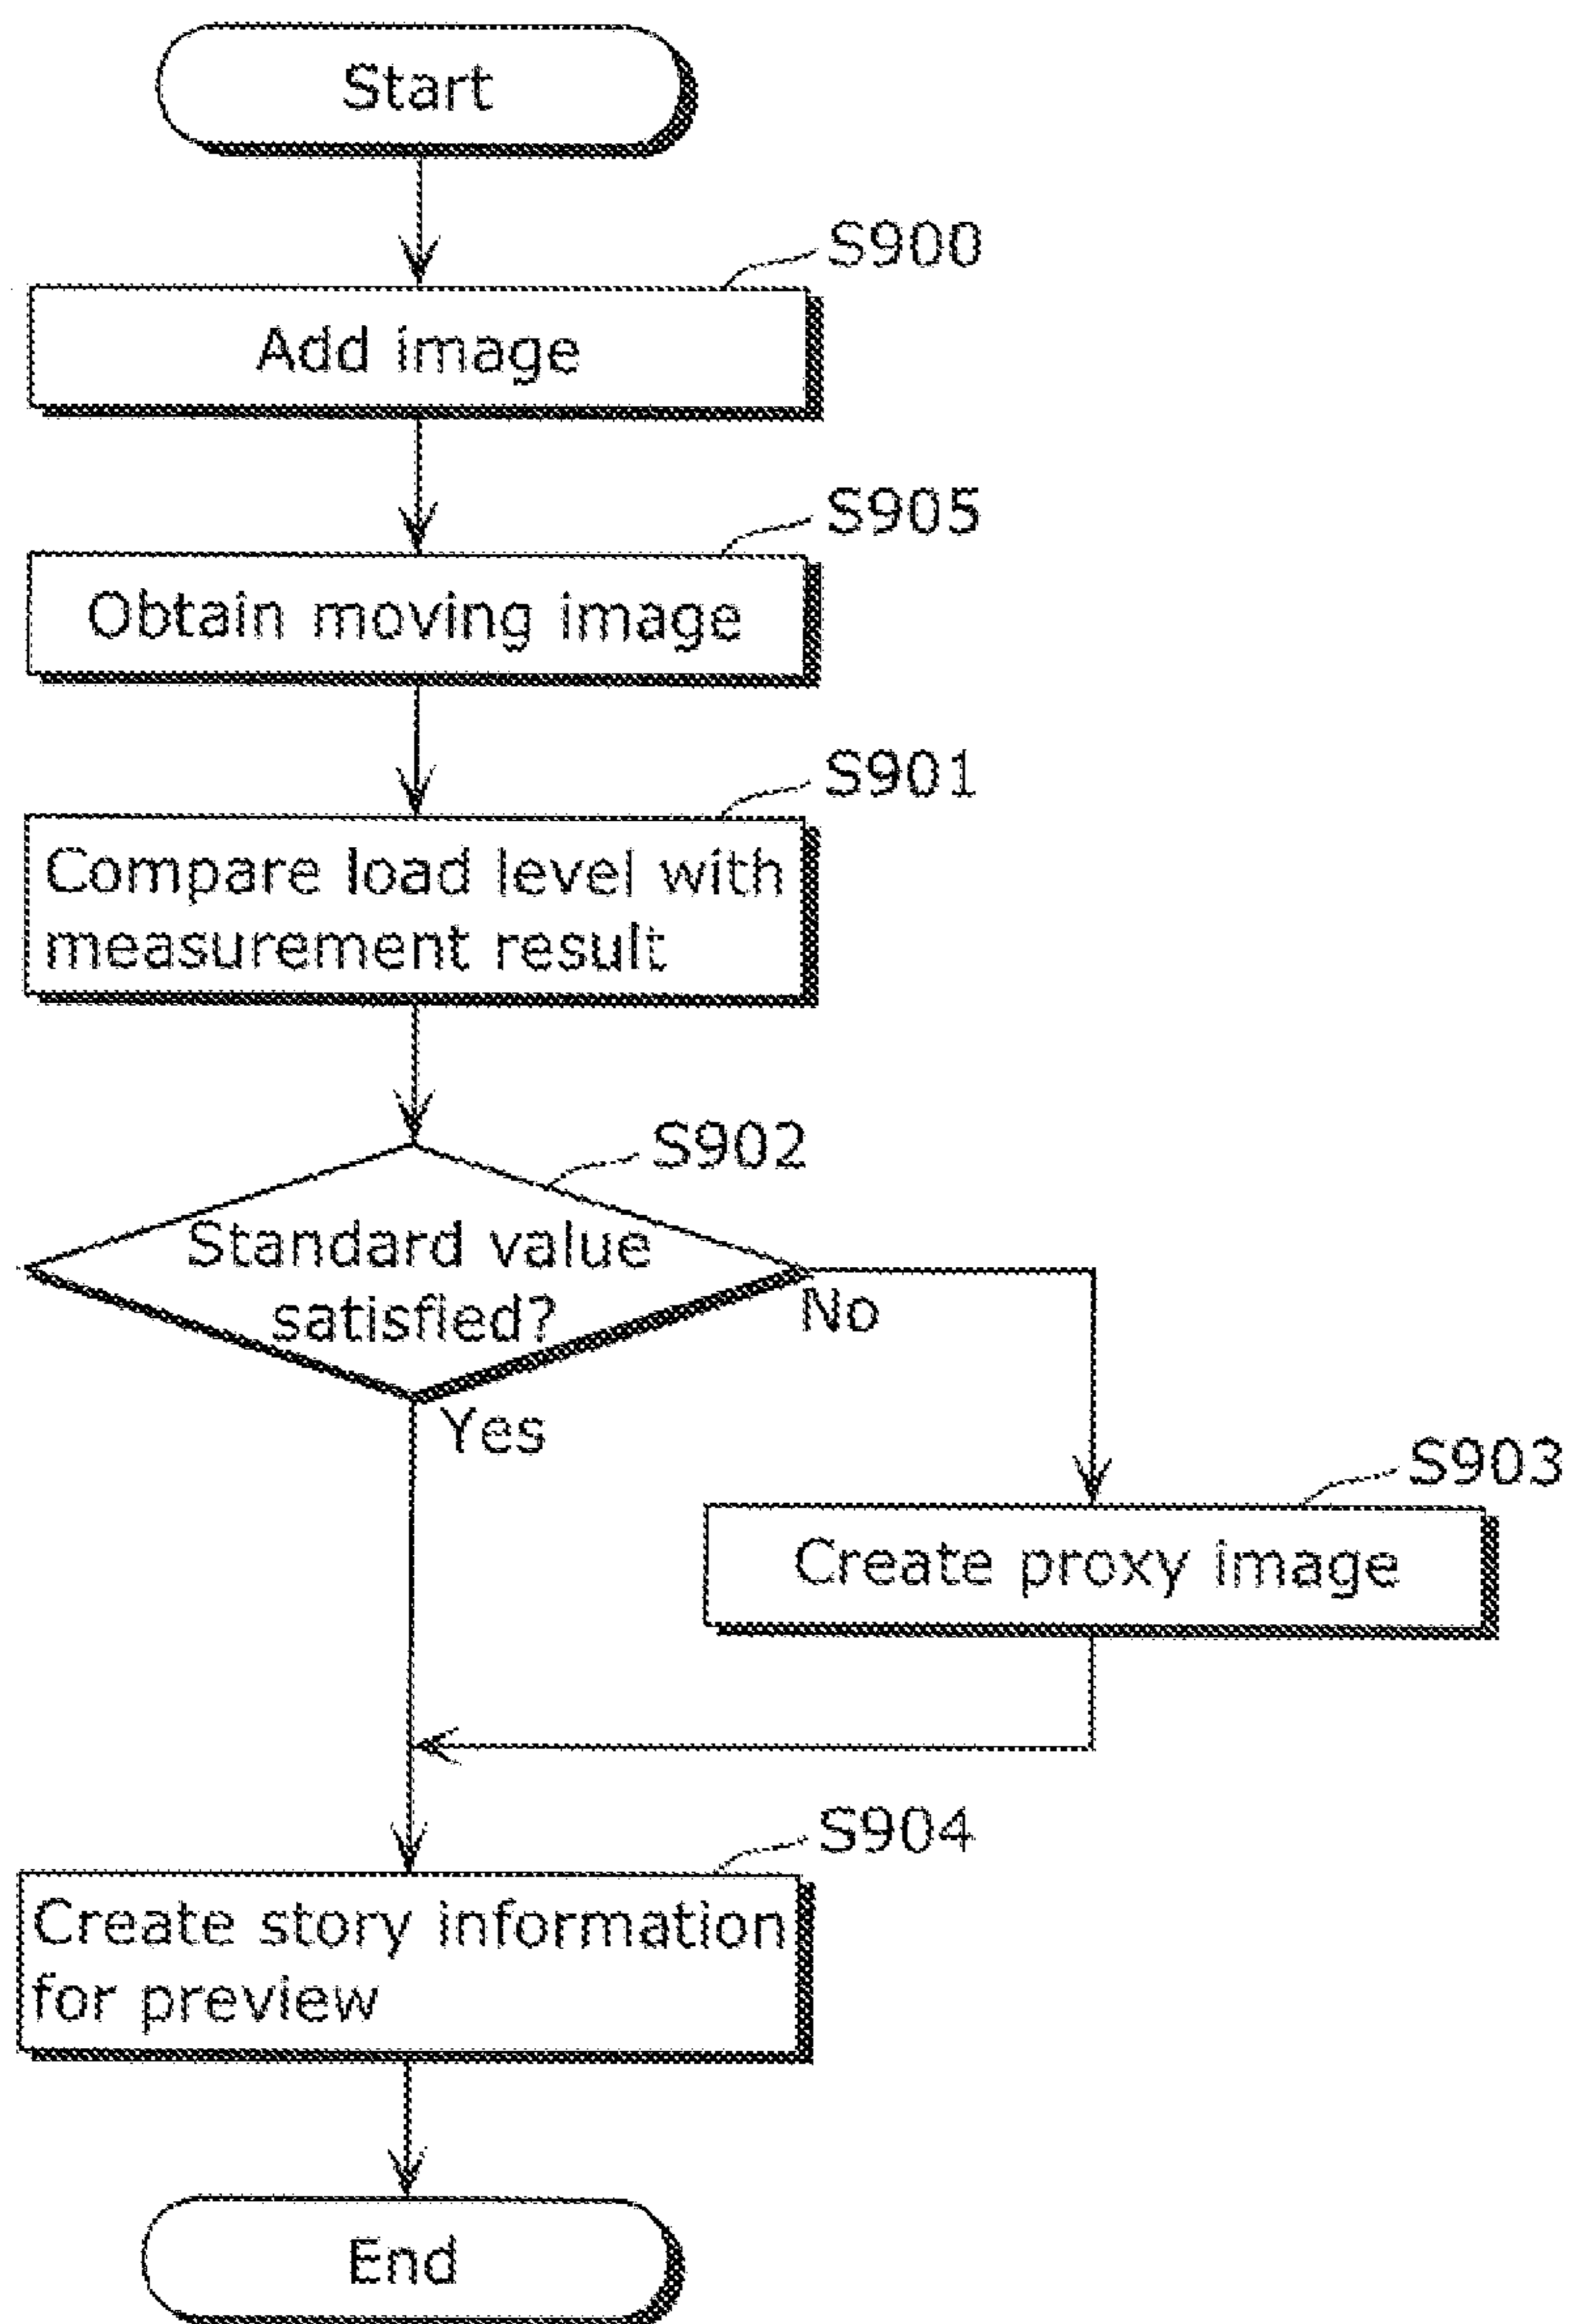 Start
S900
Add image
S905
Obtain moving image
S901
Compare load level with
measurement result
S902
Standard value
satisfied?
No
Yes
S903
Create proxy image
S904
Create story information
for preview
End